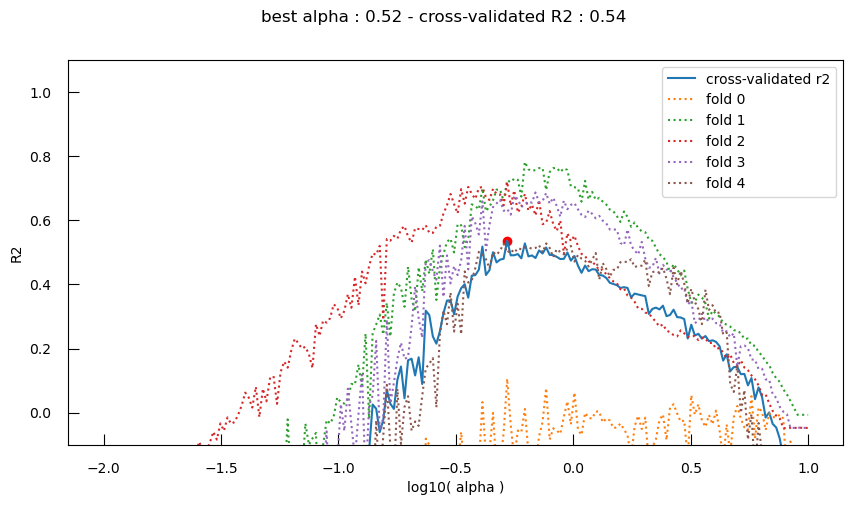 best alpha : 0.52 - cross-validated R2 : 0.54
cross-validated r2
fold 0
fold 1
fold 2
fold 3
fold 4
R2
1.0
0.8
0.6
0.4
0.2
0.0
−2.0 −1.5 −1.0 −0.5 0.0 0.5 1.0
log10( alpha )